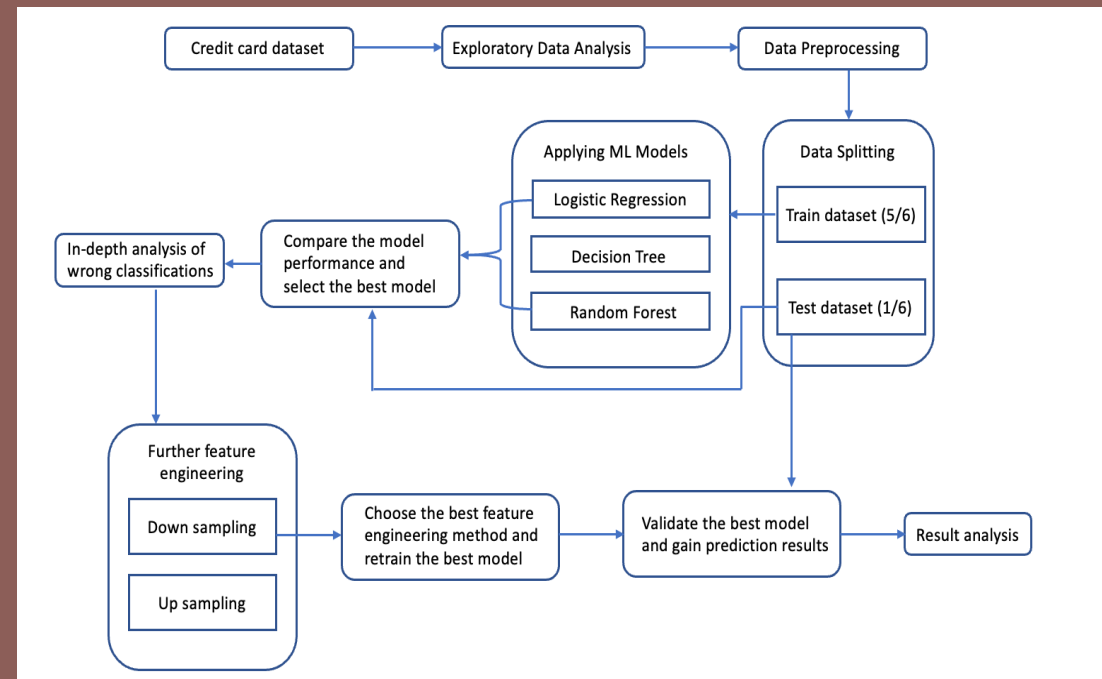 Credit card dataset
Exploratory Data Analysis
Data Preprocessing
Data Splitting
Train dataset (5/6)
Test dataset (1/6)
Applying ML Models
Logistic Regression
Decision Tree
Random Forest
Compare the model
performance and
select the best model
In-depth analysis of
wrong classifications
Further feature
engineering
Down sampling
Up sampling
Choose the best feature
engineering method and
retrain the best model
Validate the best model
and gain prediction results
Result analysis